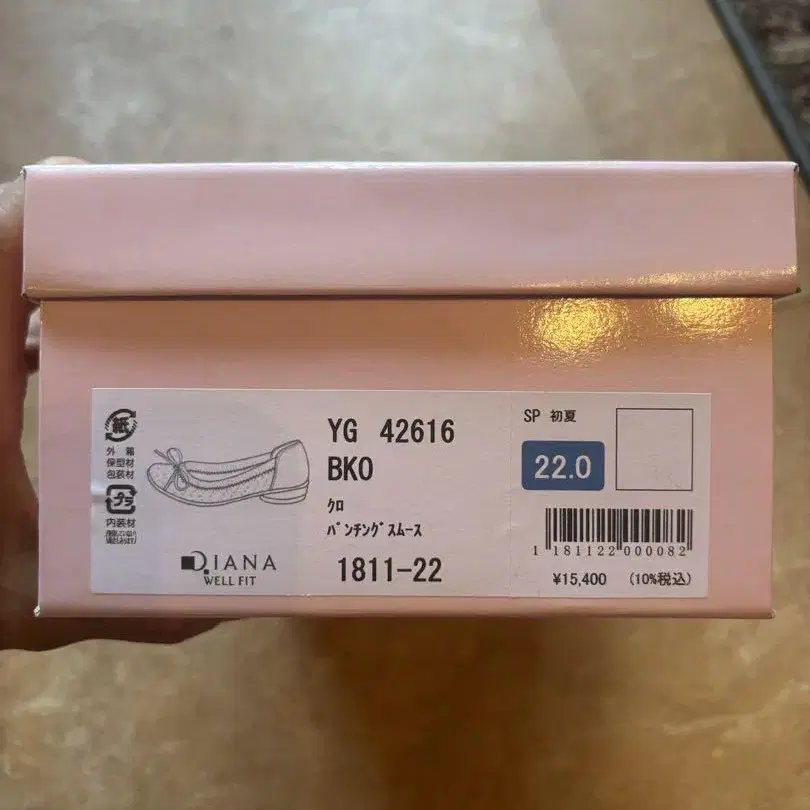 紙
外箱
保型材
包装材
プラ
内装材
DIANA
WELL FIT
YG 42616
BKO
クロ
パンチングスムース
1811-22
SP 初夏
22.0
1 181122 000082
¥15,400 (10%税込)